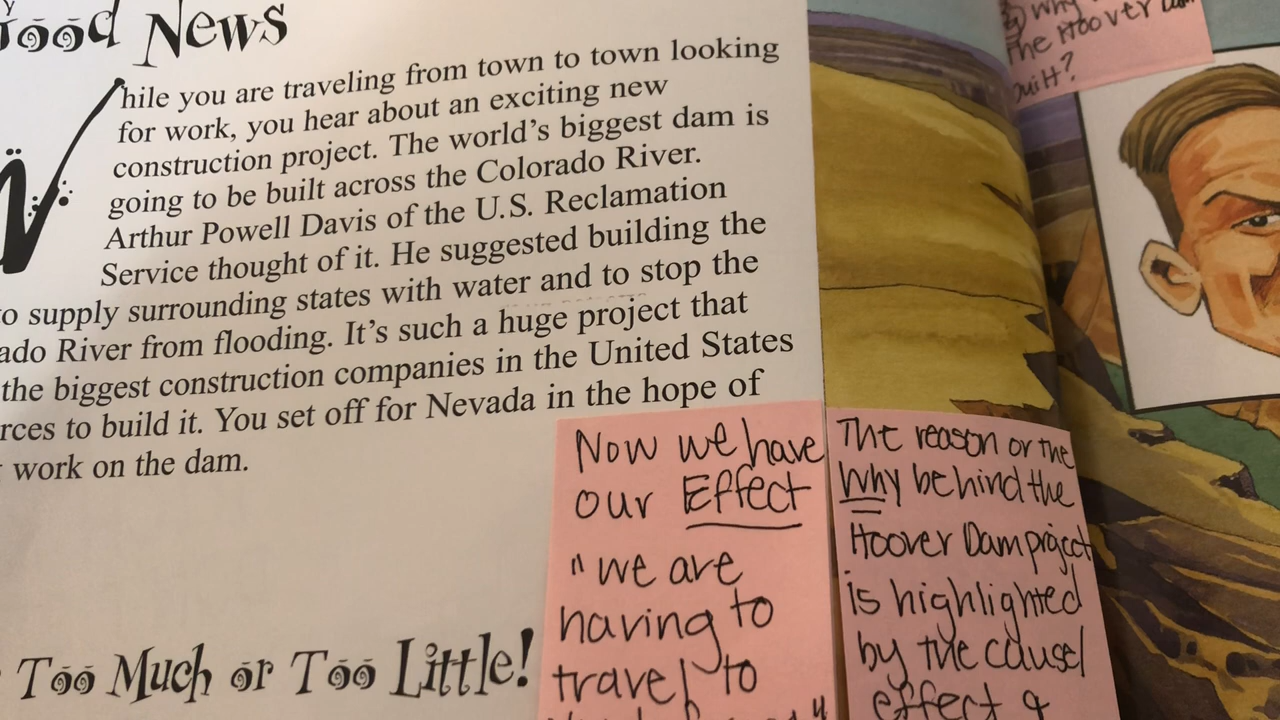 Good News
While you are traveling from town to town looking
for work, you hear about an exciting new
construction project. The world's biggest dam is
going to be built across the Colorado River.
Arthur Powell Davis of the U.S. Reclamation
Service thought of it. He suggested building the
to supply surrounding states with water and to stop the
ado River from flooding. It's such a huge project that
the biggest construction companies in the United States
rces to build it. You set off for Nevada in the hope of
work on the dam.
Too Much or Too Little!
Now we have
our Effect
"we are
having to
travel to
The reason or the
Why behind the
Hoover Dam project
is highlighted
by the cause/
effect &
Why
the Hoover Dam
built?